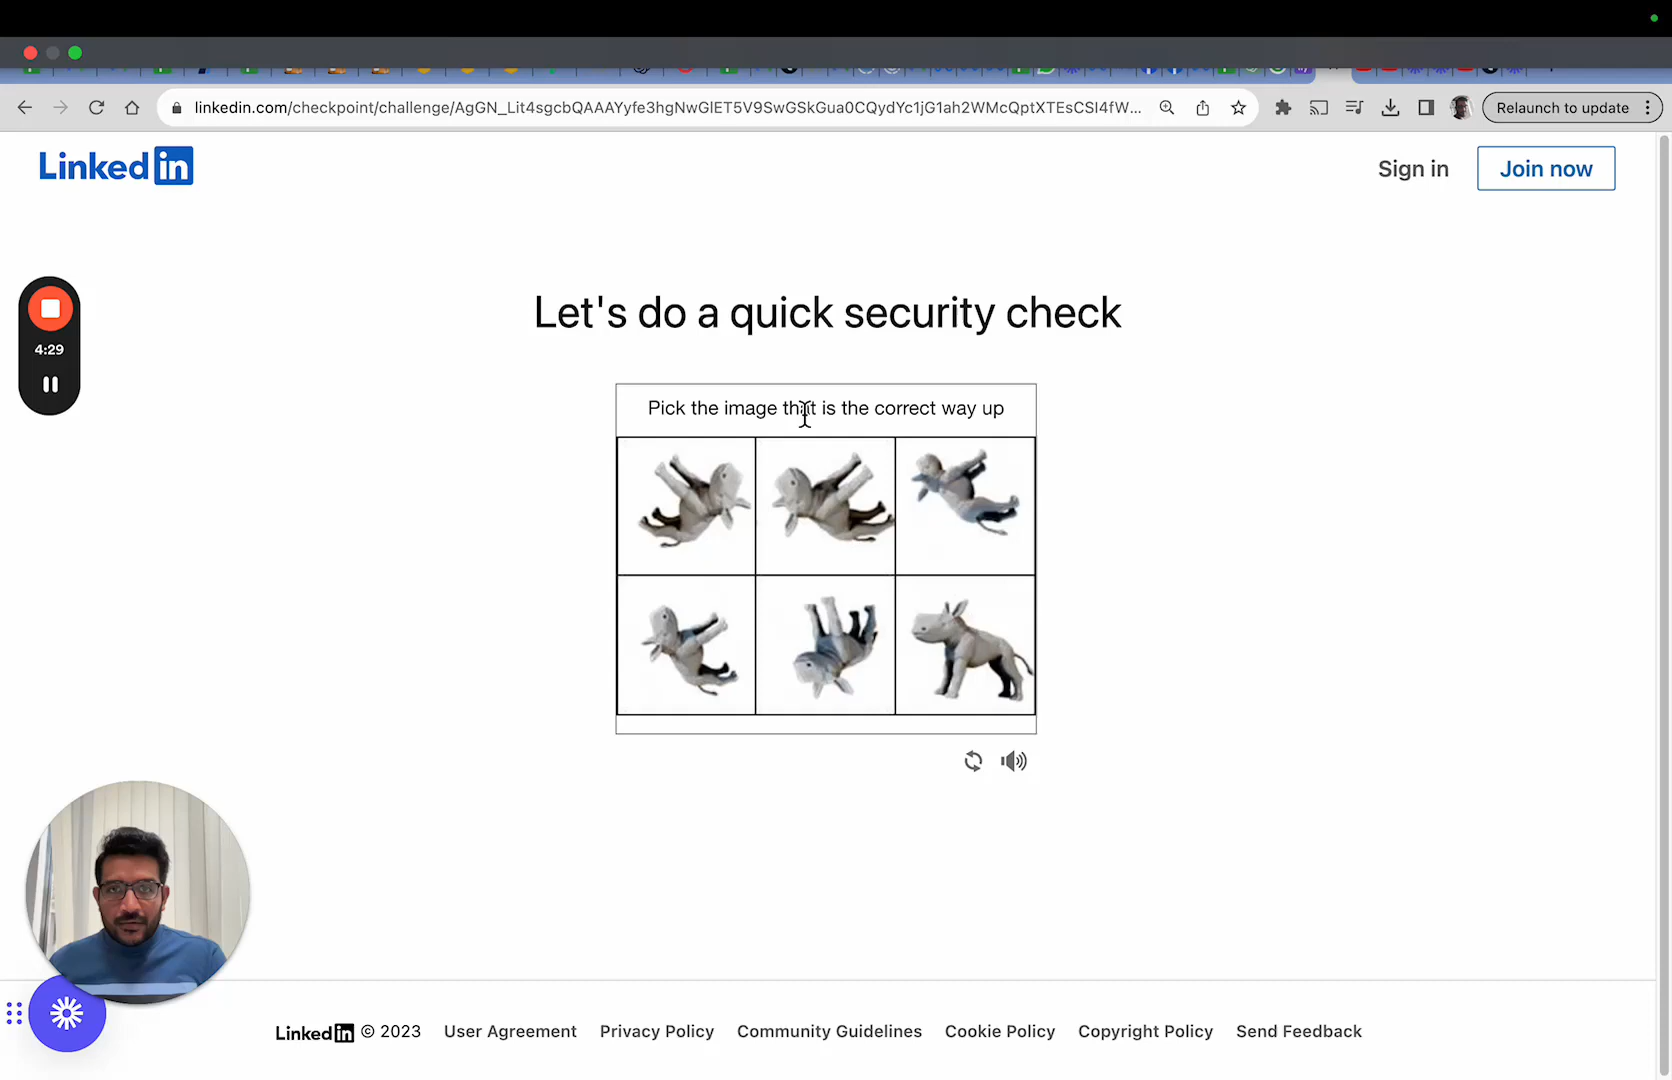 linkedin.com/checkpoint/challenge/AgGN_Lit4sgcbQAAAYyfe3hgNwGlET5V9SwGSkGua0CQydYc1jG1ah2WMcQptXTEsCSI4fW...
Relaunch to update
Linked in
Sign in
Join now
4:29
Let's do a quick security check
Pick the image that is the correct way up
Linked in © 2023
User Agreement
Privacy Policy
Community Guidelines
Cookie Policy
Copyright Policy
Send Feedback